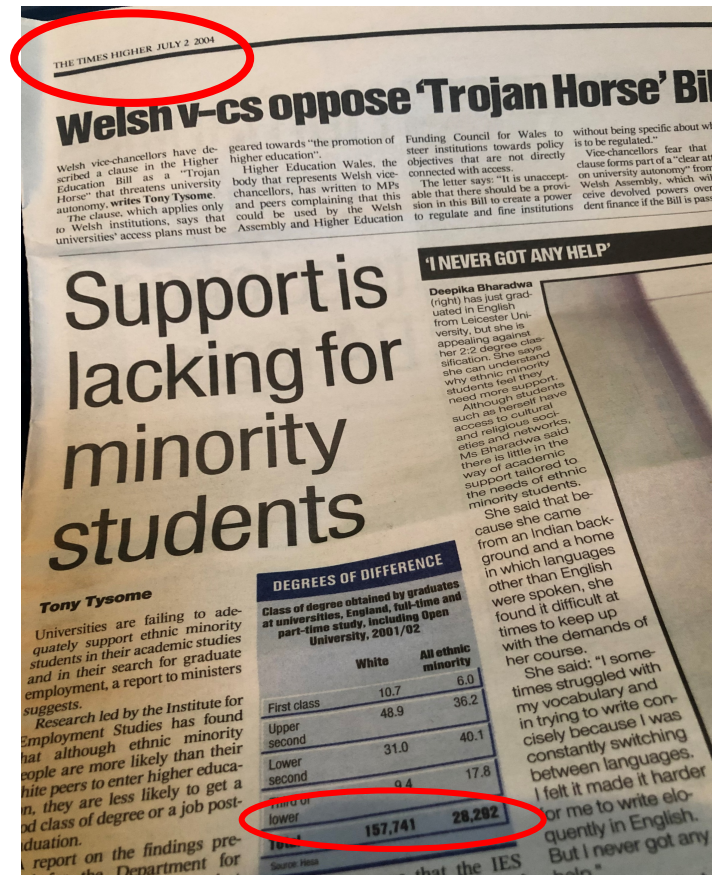 THE TIMES HIGHER JULY 2 2004
Welsh v-cs oppose 'Trojan Horse' Bil
Welsh vice-chancellors have de-
scribed a clause in the Higher
Education Bill as a "Trojan
Horse" that threatens university
autonomy, writes Tony Tysome.
The clause, which applies only
to Welsh institutions, says that
universities' access plans must be
geared towards "the promotion of
higher education".
Higher Education Wales, the
body that represents Welsh vice-
chancellors, has written to MPs
and peers complaining that this
could be used by the Welsh
Assembly and Higher Education
Funding Council for Wales to
steer institutions towards policy
objectives that are not directly
connected with access.
The letter says: "It is unaccept-
able that there should be a provi-
sion in this Bill to create a power
to regulate and fine institutions
without being specific about wh
is to be regulated."
Vice-chancellors fear that
clause forms part of a "clear att
on university autonomy" from
Welsh Assembly, which wil
ceive devolved powers over
dent finance if the Bill is pass
Support is
lacking for
minority
students
Tony Tysome
Universities are failing to ade-
quately support ethnic minority
students in their academic studies
and in their search for graduate
employment, a report to ministers
suggests.
Research led by the Institute for
Employment Studies has found
hat although ethnic minority
eople are more likely than their
hite peers to enter higher educa-
n, they are less likely to get a
od class of degree or a job post-
duation.
report on the findings pre-
the Department for
DEGREES OF DIFFERENCE
Class of degree obtained by graduates
at universities, England, full-time and
part-time study, including Open
University, 2001/02
White All ethnic
minority
First class 10.7 6.0
Upper
second 48.9 36.2
Lower
second 31.0 40.1
Third or
lower 9.4 17.8
Total 157,741 28,292
Source: Hesa
that the IES
'I NEVER GOT ANY HELP'
Deepika Bharadwa
(right) has just grad-
uated in English
from Leicester Uni-
versity, but she is
appealing against
her 2:2 degree clas-
sification. She says
she can understand
why ethnic minority
students feel they
need more support.
Although students
such as herself have
access to cultural
and religious soci-
eties and networks,
Ms Bharadwa said
there is little in the
way of academic
support tailored to
the needs of ethnic
minority students.
She said that be-
cause she came
from an Indian back-
ground and a home
in which languages
other than English
were spoken, she
found it difficult at
times to keep up
with the demands of
her course.
She said: "I some-
times struggled with
my vocabulary and
in trying to write con-
cisely because I was
constantly switching
between languages.
I felt it made it harder
for me to write elo-
quently in English.
But I never got any
help."